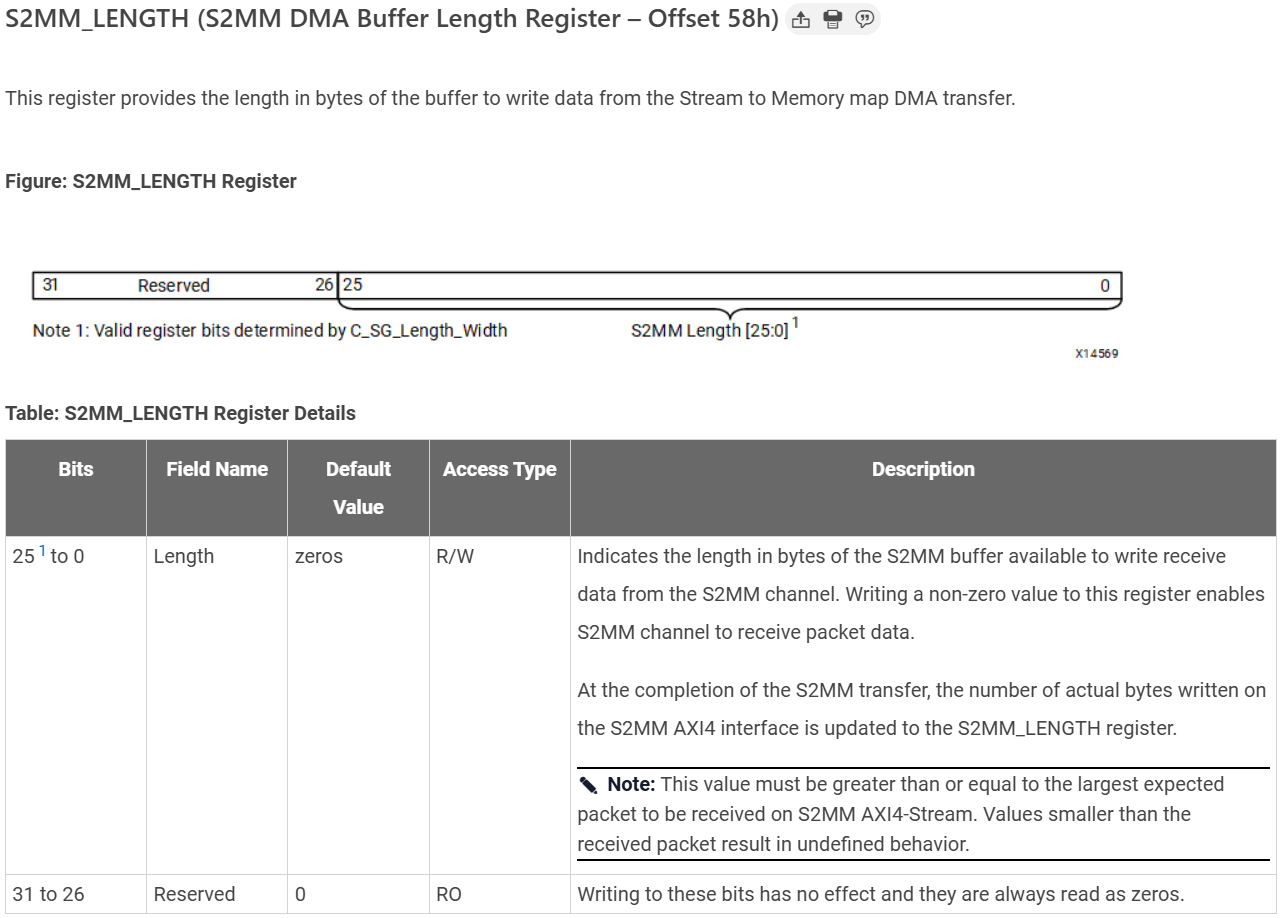 S2MM_LENGTH (S2MM DMA Buffer Length Register – Offset 58h)
This register provides the length in bytes of the buffer to write data from the Stream to Memory map DMA transfer.
Figure: S2MM_LENGTH Register
31 Reserved 26 25 0
Note 1: Valid register bits determined by C_SG_Length_Width S2MM Length [25:0] 1
X14569
Table: S2MM_LENGTH Register Details
Bits Field Name Default Value Access Type Description
25 1 to 0 Length zeros R/W Indicates the length in bytes of the S2MM buffer available to write receive
data from the S2MM channel. Writing a non-zero value to this register enables
S2MM channel to receive packet data.
At the completion of the S2MM transfer, the number of actual bytes written on
the S2MM AXI4 interface is updated to the S2MM_LENGTH register.
Note: This value must be greater than or equal to the largest expected
packet to be received on S2MM AXI4-Stream. Values smaller than the
received packet result in undefined behavior.
31 to 26 Reserved 0 RO Writing to these bits has no effect and they are always read as zeros.